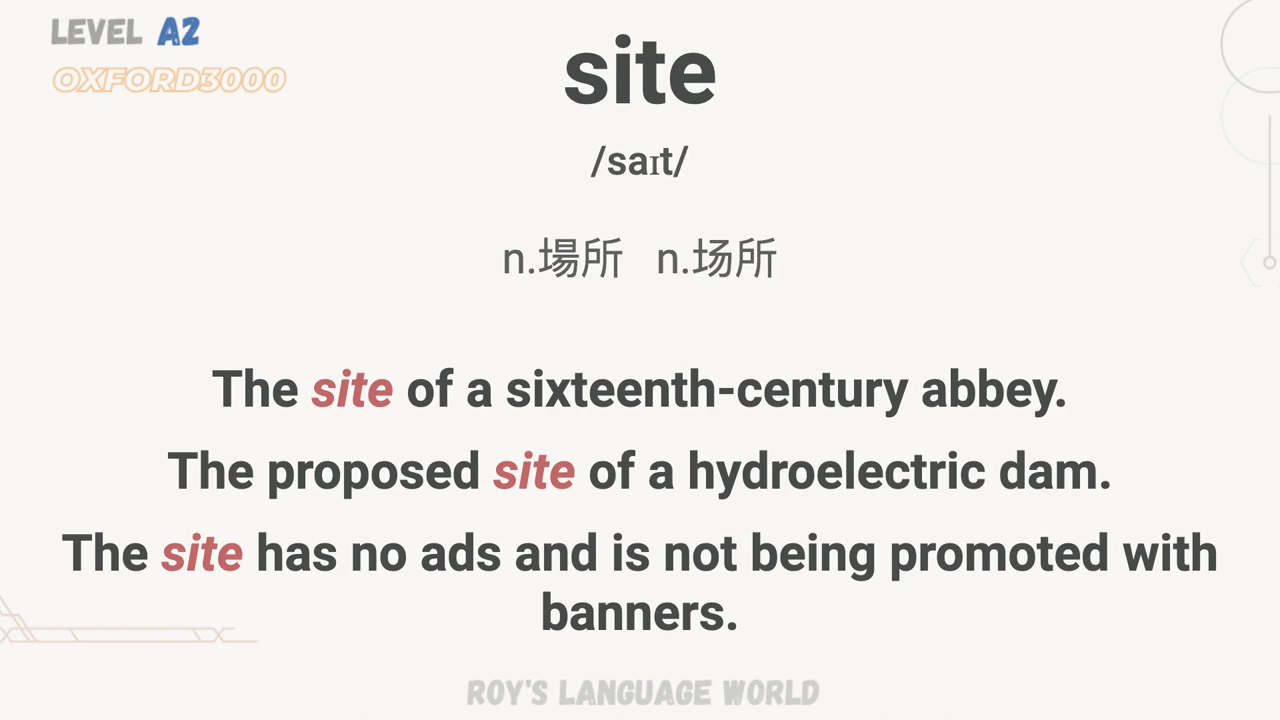 LEVEL A2
OXFORD3000
site
/saɪt/
n.場所 n.场所
The site of a sixteenth-century abbey.
The proposed site of a hydroelectric dam.
The site has no ads and is not being promoted with
banners.
ROY'S LANGUAGE WORLD